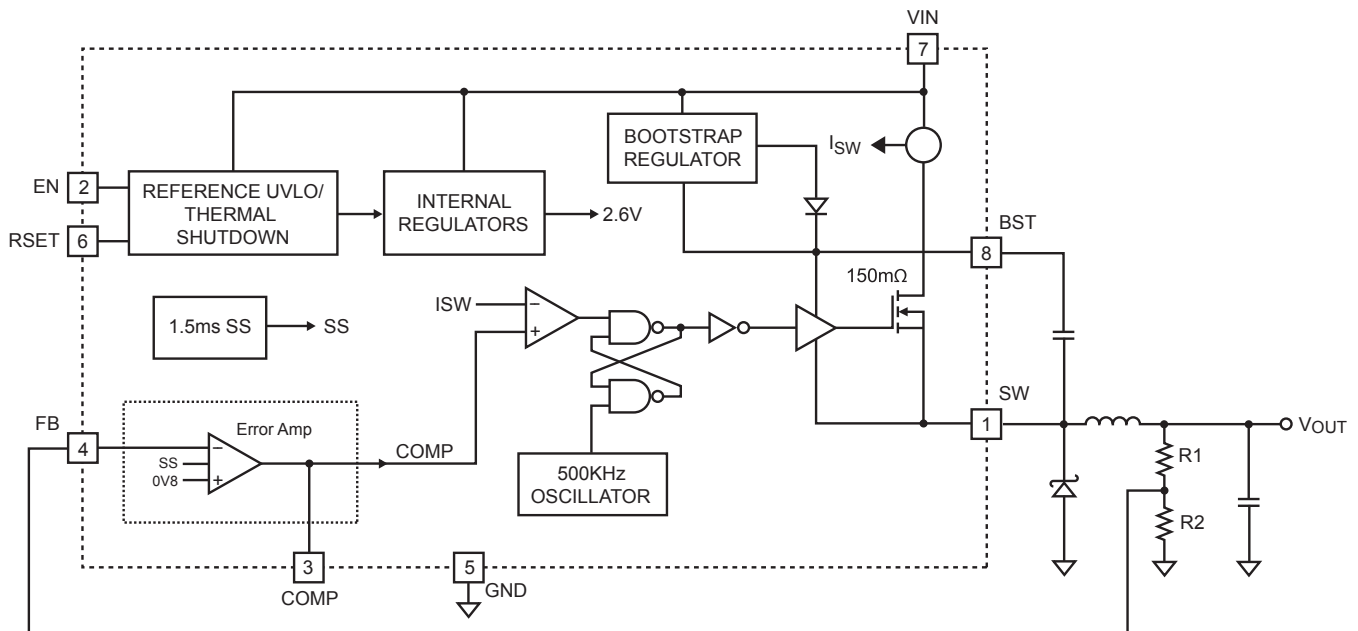 VIN
7
BOOTSTRAP
REGULATOR
ISW
EN
2
REFERENCE UVLO/
THERMAL
SHUTDOWN
INTERNAL
REGULATORS
2.6V
RSET
6
BST
8
150mΩ
1.5ms SS
SS
ISW
−
+
SW
1
FB
4
Error Amp
−
SS
0V8
+
COMP
500KHz
OSCILLATOR
VOUT
R1
R2
3
COMP
5
GND